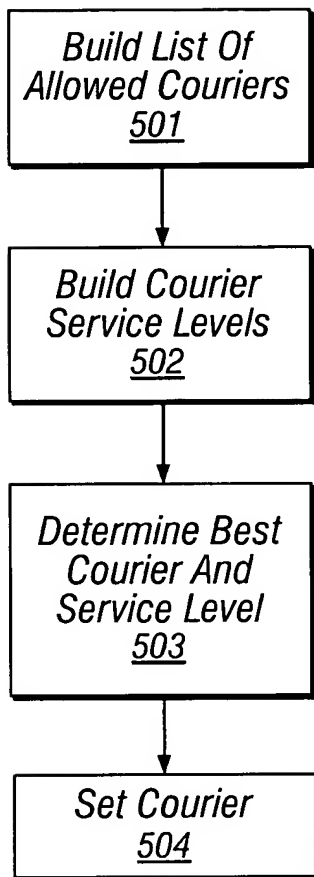 Build List Of
Allowed Couriers
501
Build Courier
Service Levels
502
Determine Best
Courier And
Service Level
503
Set Courier
504